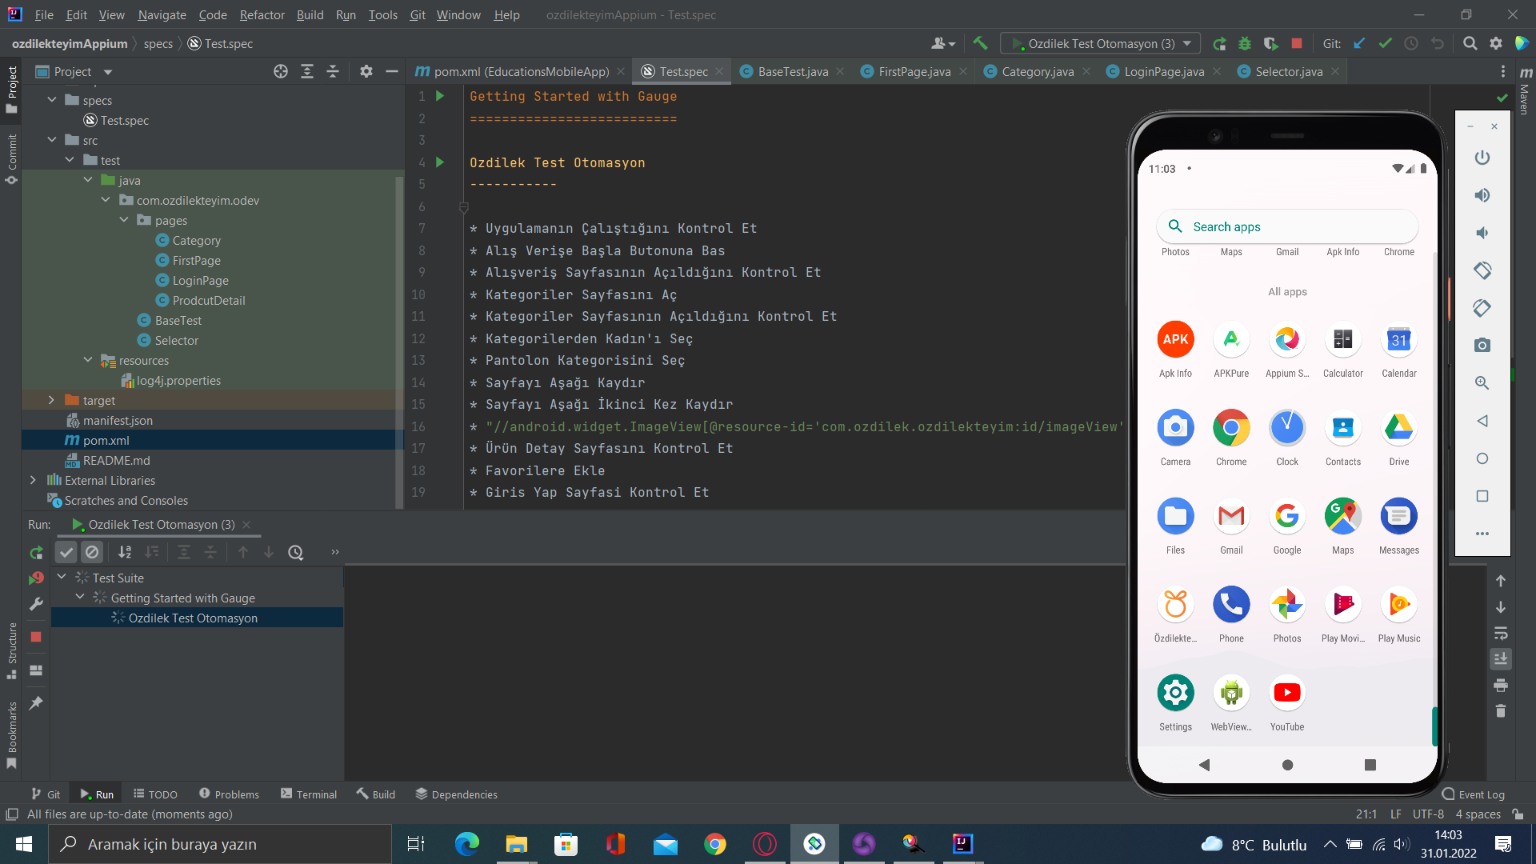 File Edit View Navigate Code Refactor Build Run Tools Git Window Help ozdilekteyimAppium - Test.spec
ozdilekteyimAppium specs Test.spec
Ozdilek Test Otomasyon (3)
Git:
Project
pom.xml (EducationsMobileApp)
Test.spec
BaseTest.java
FirstPage.java
Category.java
LoginPage.java
Selector.java
Project
Commit
Structure
Bookmarks
Maven
specs
Test.spec
src
test
java
com.ozdilekteyim.odev
pages
Category
FirstPage
LoginPage
ProdcutDetail
BaseTest
Selector
resources
log4j.properties
target
manifest.json
pom.xml
README.md
External Libraries
Scratches and Consoles
1 Getting Started with Gauge
2 ==========================
3
4 Ozdilek Test Otomasyon
5 -----------
6
7 * Uygulamanın Çalıştığını Kontrol Et
8 * Alış Verişe Başla Butonuna Bas
9 * Alışveriş Sayfasının Açıldığını Kontrol Et
10 * Kategoriler Sayfasını Aç
11 * Kategoriler Sayfasının Açıldığını Kontrol Et
12 * Kategorilerden Kadın'ı Seç
13 * Pantolon Kategorisini Seç
14 * Sayfayı Aşağı Kaydır
15 * Sayfayı Aşağı İkinci Kez Kaydır
16 * "//android.widget.ImageView[@resource-id='com.ozdilek.ozdilekteyim:id/imageView'
17 * Ürün Detay Sayfasını Kontrol Et
18 * Favorilere Ekle
19 * Giris Yap Sayfasi Kontrol Et
11:03
Search apps
Photos Maps Gmail Apk Info Chrome
All apps
APK
31
Apk Info APKPure Appium S... Calculator Calendar
Camera Chrome Clock Contacts Drive
Files Gmail Google Maps Messages
Özdilekte... Phone Photos Play Movi... Play Music
Settings WebView... YouTube
Run: Ozdilek Test Otomasyon (3)
Test Suite
Getting Started with Gauge
Ozdilek Test Otomasyon
Git Run TODO Problems Terminal Build Dependencies Event Log
All files are up-to-date (moments ago)
21:1 LF UTF-8 4 spaces
Aramak için buraya yazın
8°C Bulutlu
14:03
31.01.2022